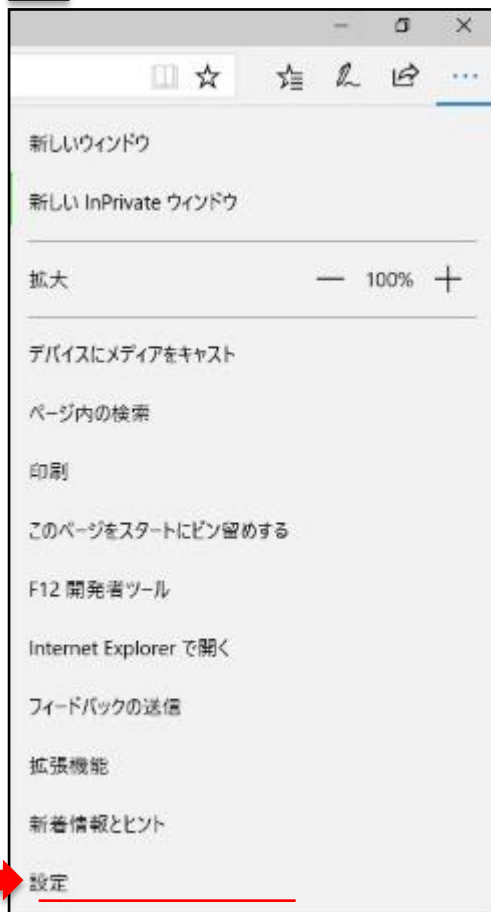 新しいウィンドウ
新しい InPrivate ウィンドウ
拡大 100%
デバイスにメディアをキャスト
ページ内の検索
印刷
このページをスタートにピン留めする
F12 開発者ツール
Internet Explorer で開く
フィードバックの送信
拡張機能
新着情報とヒント
設定